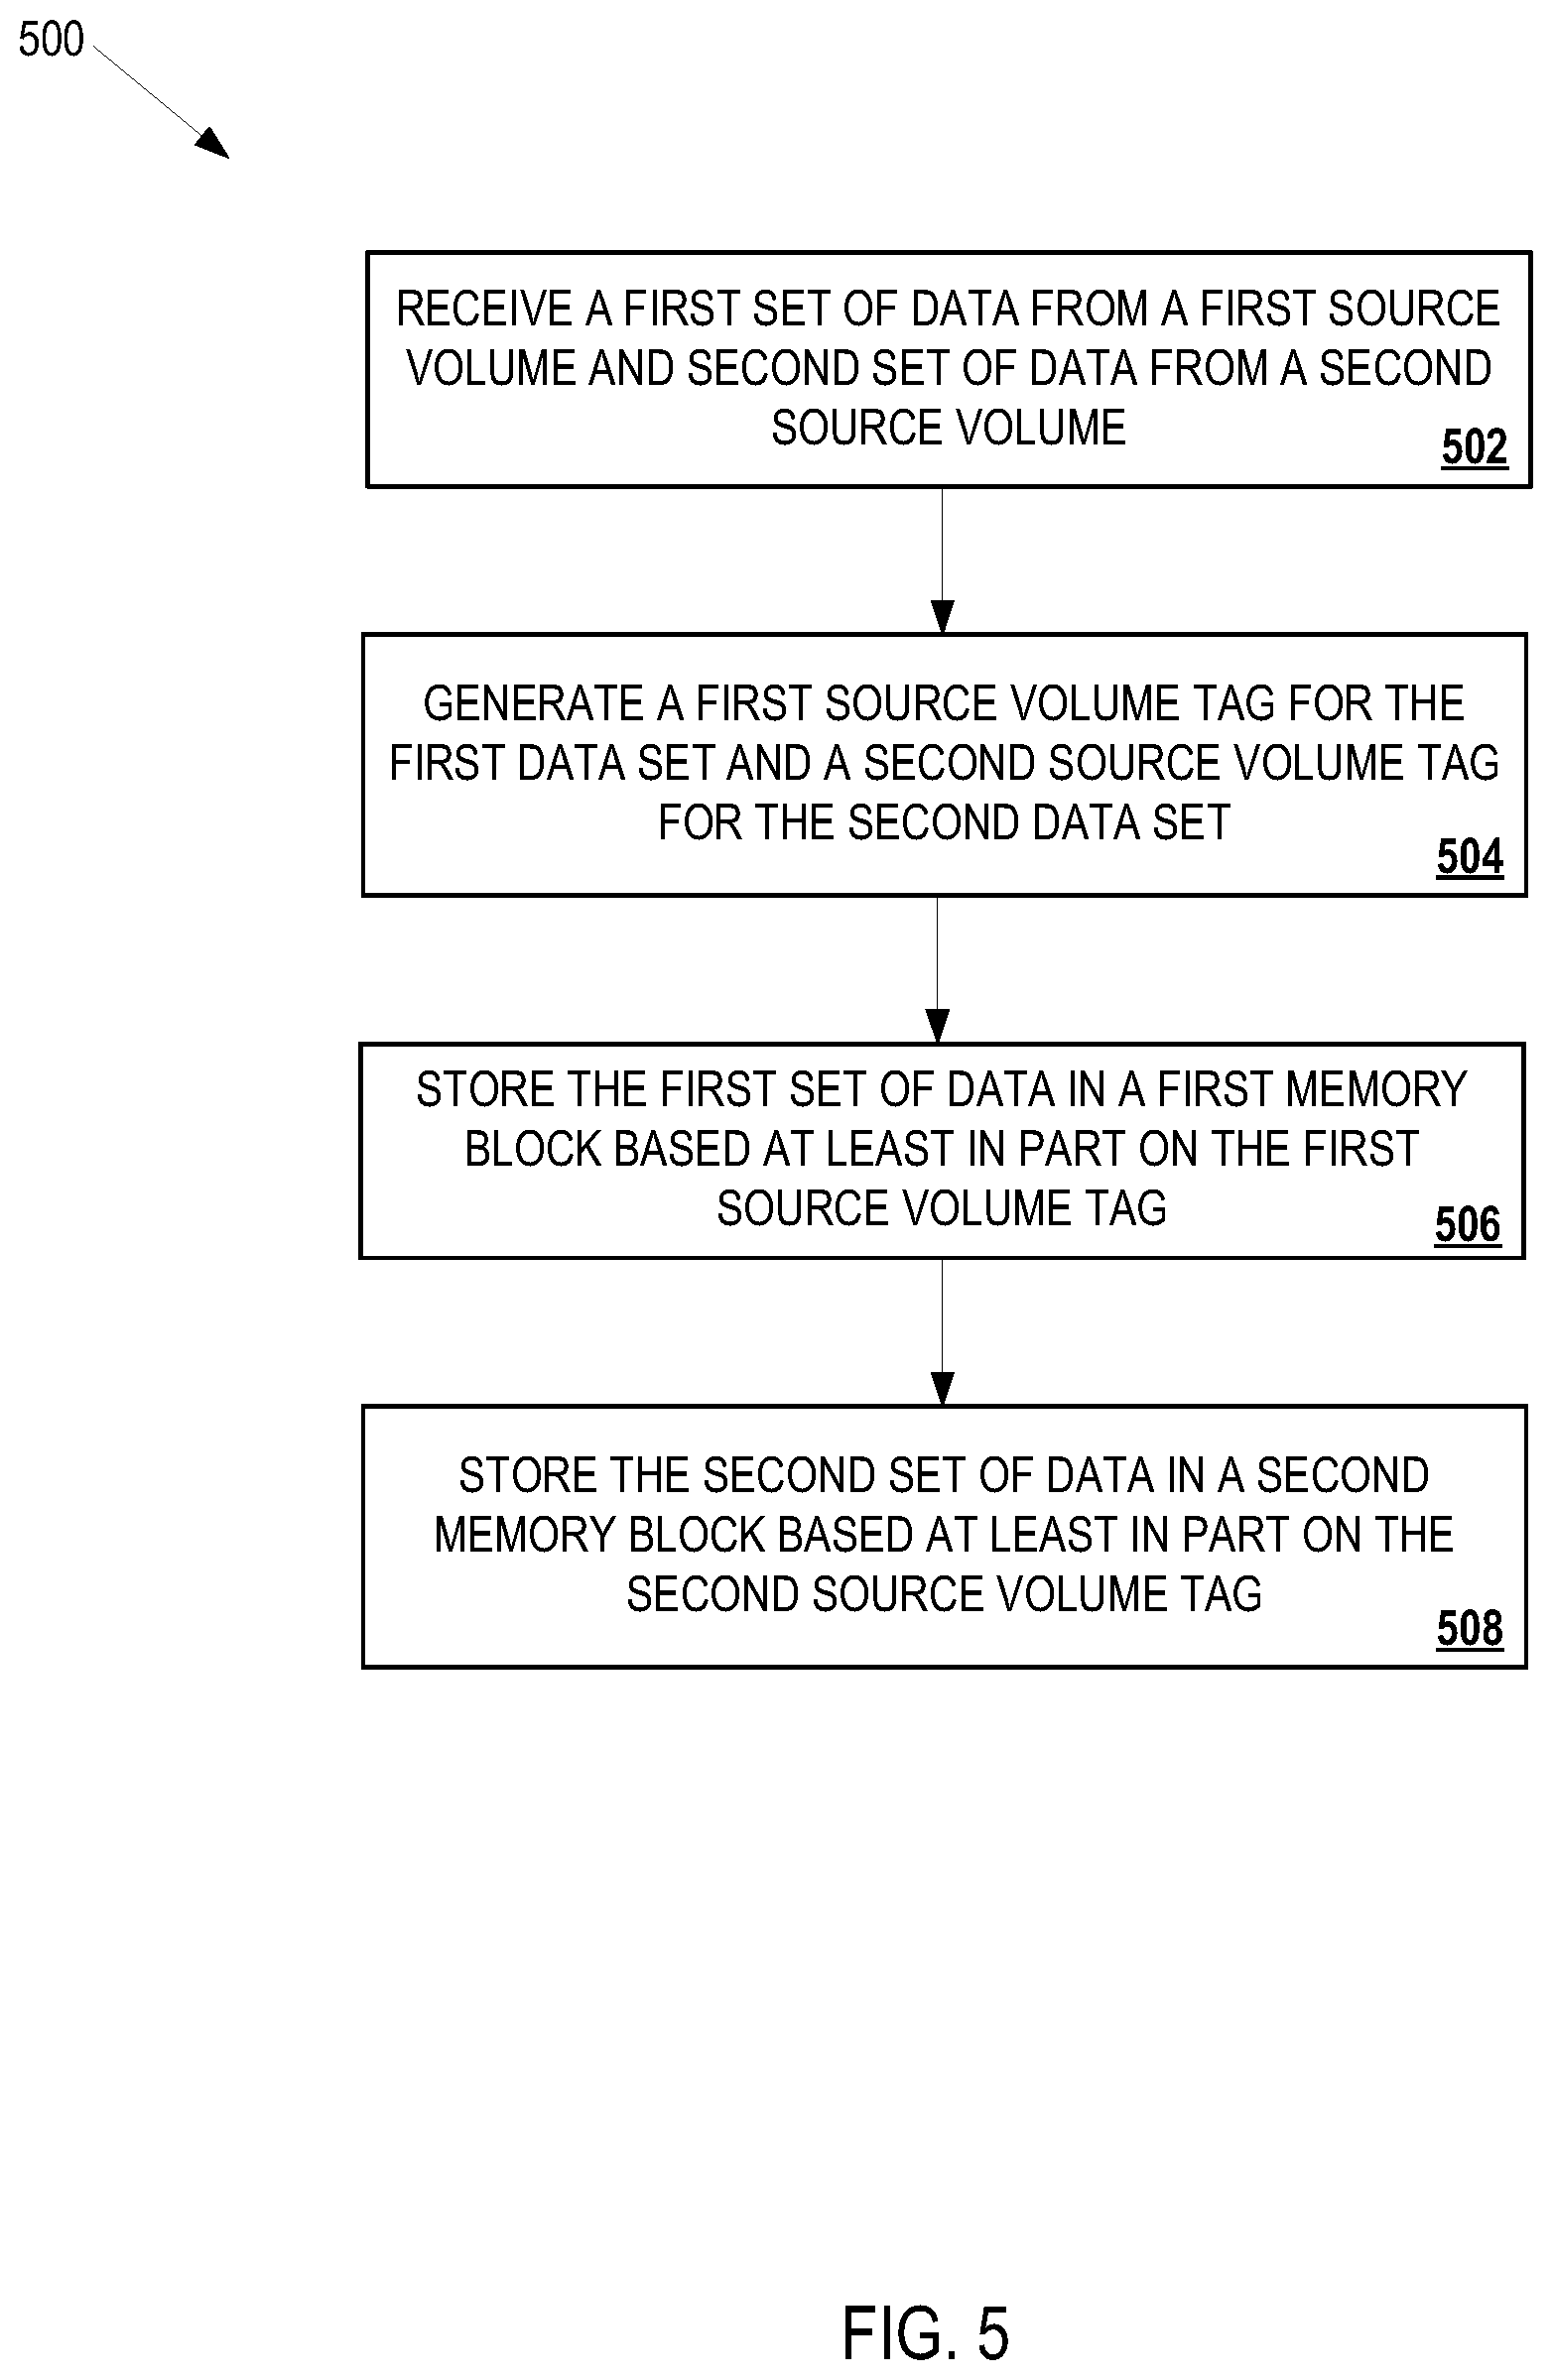 500
RECEIVE A FIRST SET OF DATA FROM A FIRST SOURCE
VOLUME AND SECOND SET OF DATA FROM A SECOND
SOURCE VOLUME
502
GENERATE A FIRST SOURCE VOLUME TAG FOR THE
FIRST DATA SET AND A SECOND SOURCE VOLUME TAG
FOR THE SECOND DATA SET
504
STORE THE FIRST SET OF DATA IN A FIRST MEMORY
BLOCK BASED AT LEAST IN PART ON THE FIRST
SOURCE VOLUME TAG
506
STORE THE SECOND SET OF DATA IN A SECOND
MEMORY BLOCK BASED AT LEAST IN PART ON THE
SECOND SOURCE VOLUME TAG
508
FIG. 5